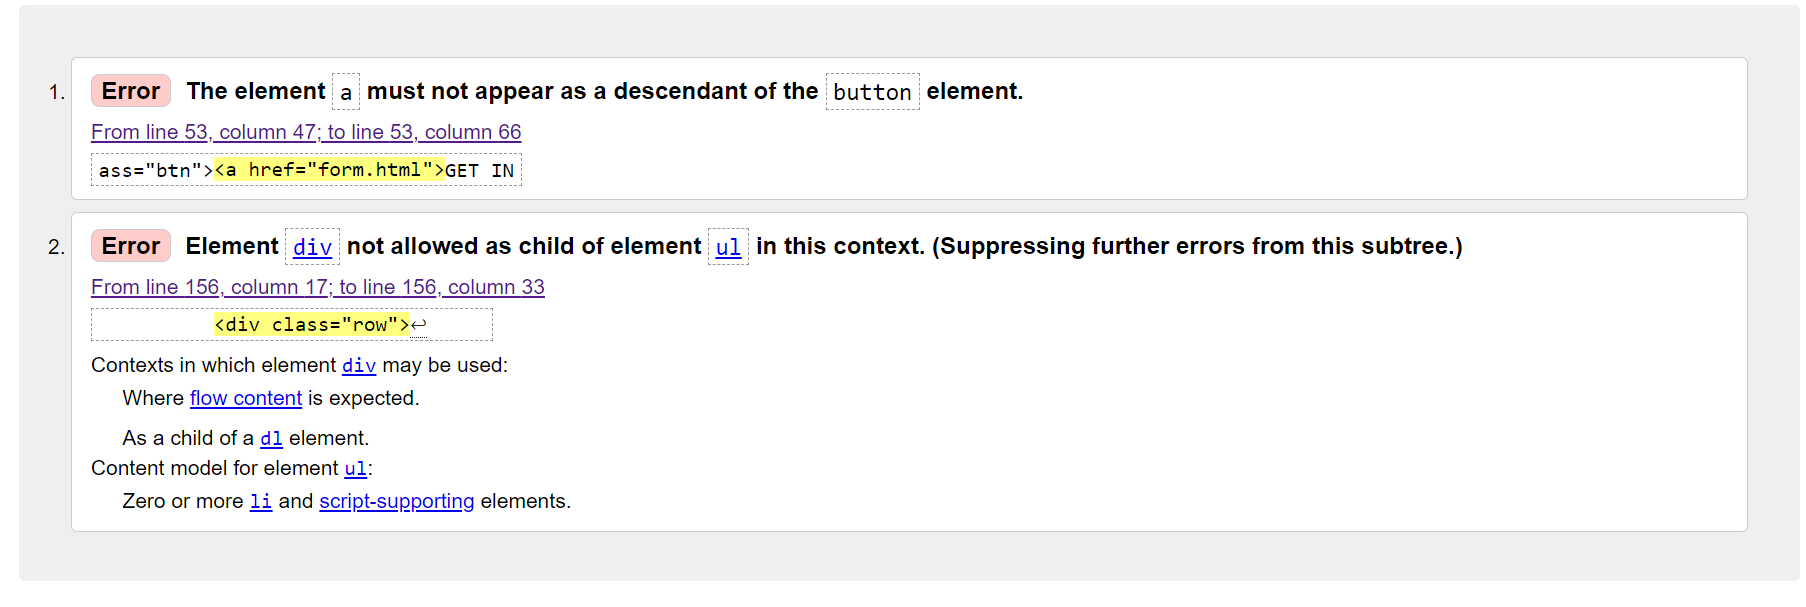 1. Error The element a must not appear as a descendant of the button element.
From line 53, column 47; to line 53, column 66
ass="btn"><a href="form.html">GET IN
2. Error Element div not allowed as child of element ul in this context. (Suppressing further errors from this subtree.)
From line 156, column 17; to line 156, column 33
<div class="row">↩
Contexts in which element div may be used:
Where flow content is expected.
As a child of a dl element.
Content model for element ul:
Zero or more li and script-supporting elements.